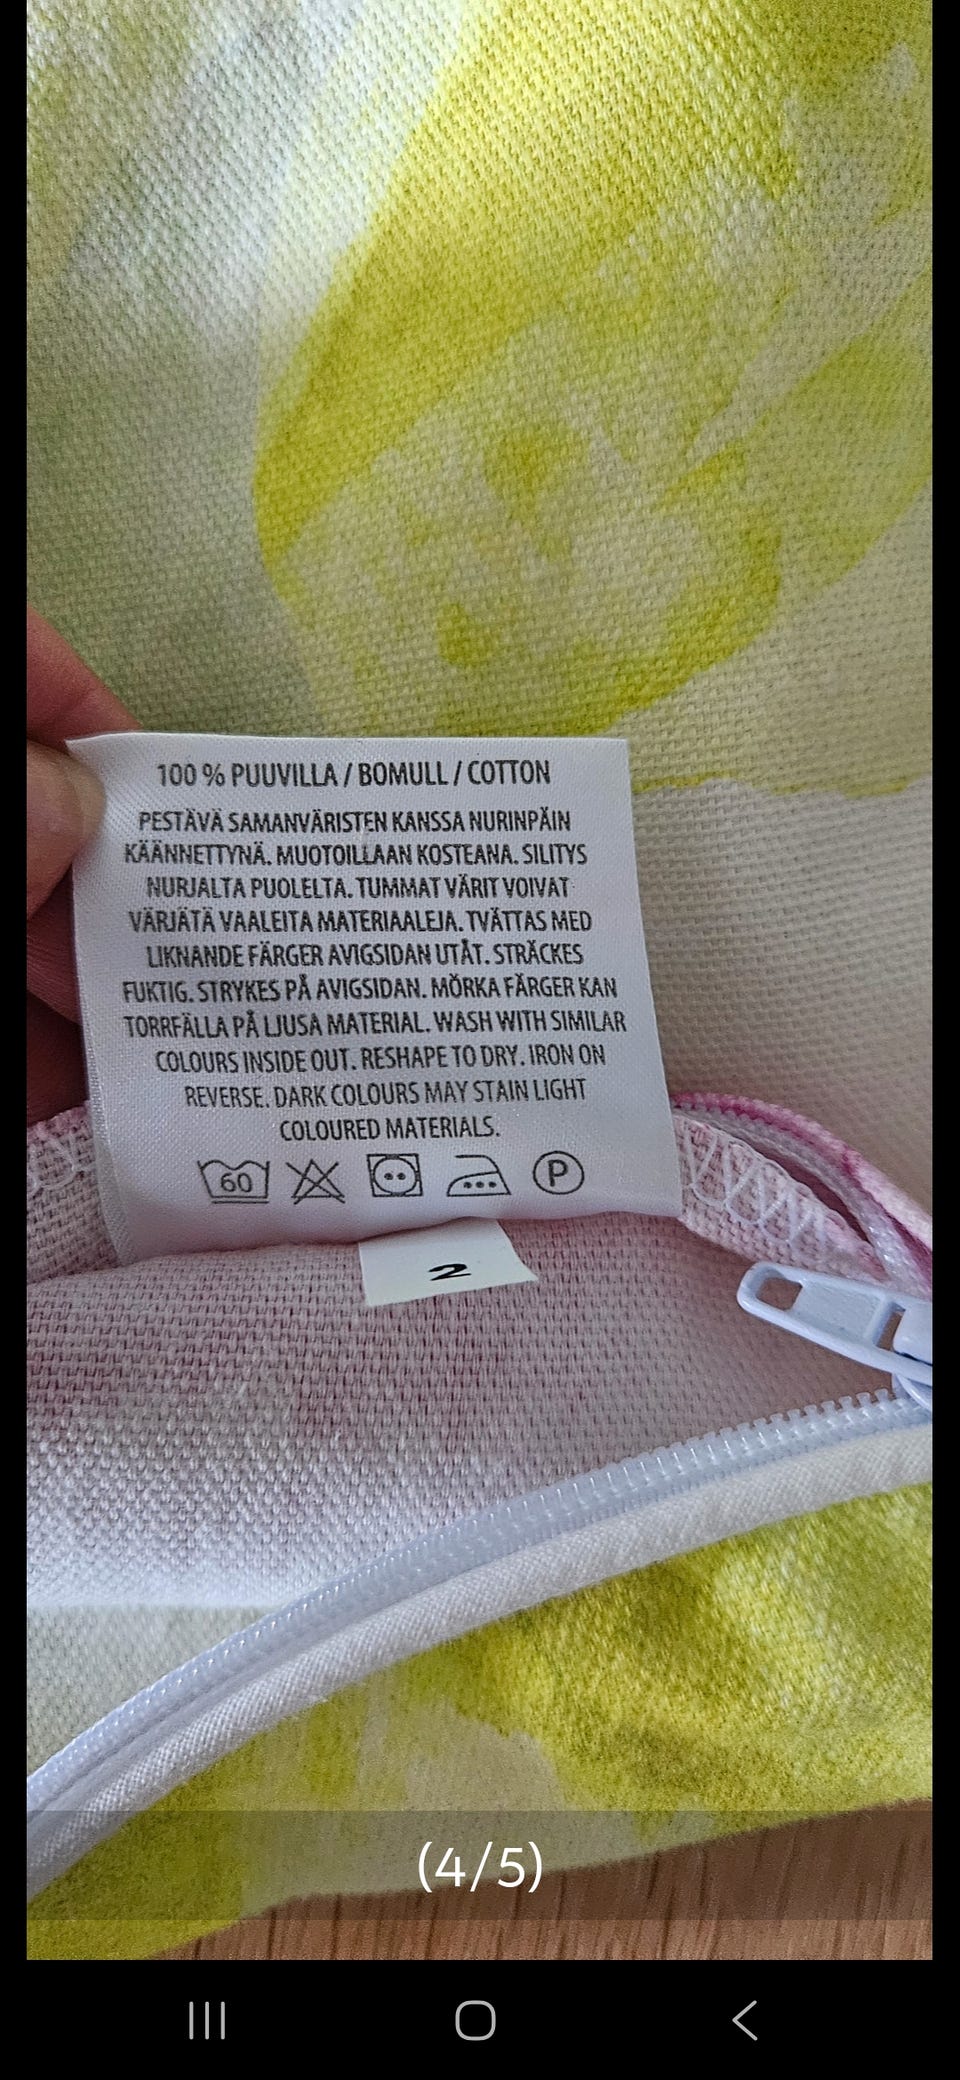 100 % PUUVILLA / BOMULL / COTTON
PESTÄVÄ SAMANVÄRISTEN KANSSA NURINPÄIN
KÄÄNNETTYNÄ. MUOTOILLAAN KOSTEANA. SILITYS
NURJALTA PUOLELTA. TUMMAT VÄRIT VOIVAT
VÄRJÄTÄ VAALEITA MATERIAALEJA. TVÄTTAS MED
LIKNANDE FÄRGER AVIGSIDAN UTÅT. STRÄCKES
FUKTIG. STRYKES PÅ AVIGSIDAN. MÖRKA FÄRGER KAN
TORRFÄLLA PÅ LJUSA MATERIAL. WASH WITH SIMILAR
COLOURS INSIDE OUT. RESHAPE TO DRY. IRON ON
REVERSE. DARK COLOURS MAY STAIN LIGHT
COLOURED MATERIALS.
60 P
2
(4/5)